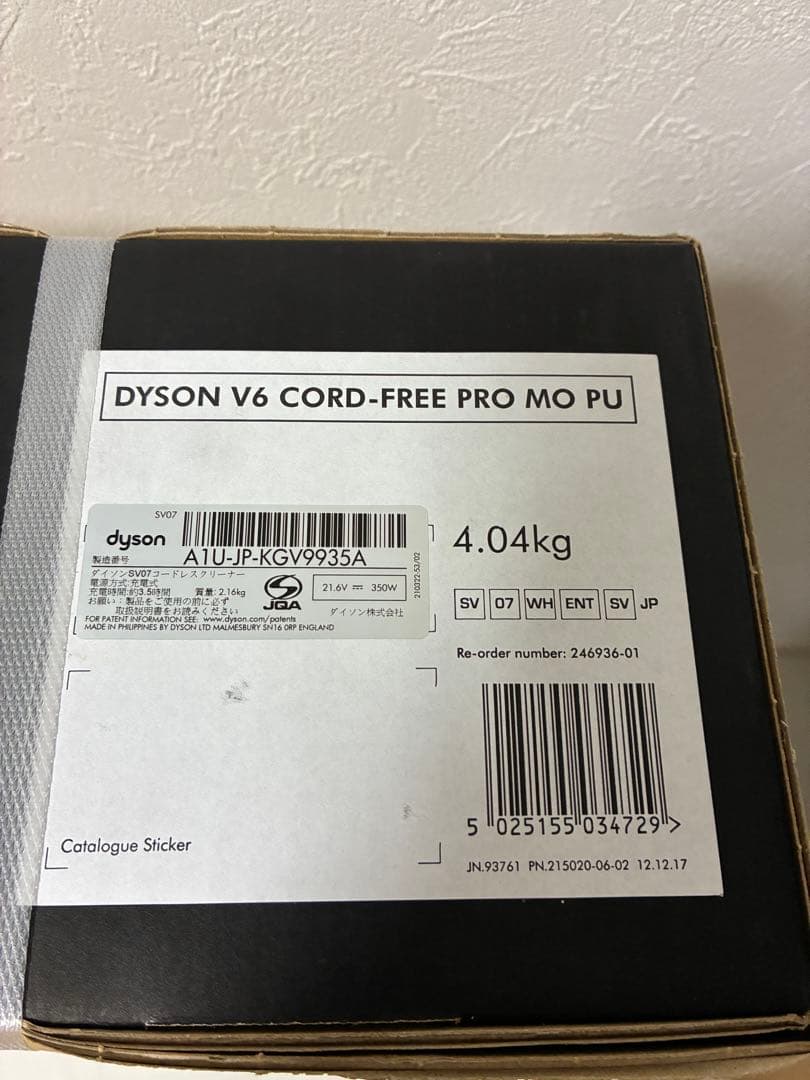 DYSON V6 CORD-FREE PRO MO PU
SV07
dyson
製造番号
A1U-JP-KGV9935A
ダイソンSV07コードレスクリーナー
電源方式:充電式
充電時間:約3.5時間 質量: 2.16kg
お願い:製品をご使用の前に必ず
取扱説明書をお読みください
JQA
21.6V ⎓ 350W
ダイソン株式会社
FOR PATENT INFORMATION SEE: www.dyson.com/patents
MADE IN PHILIPPINES BY DYSON LTD MALMESBURY SN16 0RP ENGLAND
210322-53/02
4.04kg
SV 07 WH ENT SV JP
Re-order number: 246936-01
5 025155 034729 >
JN.93761 PN.215020-06-02 12.12.17
Catalogue Sticker